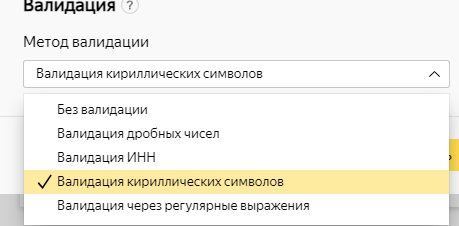 Валидация ?
Метод валидации
Валидация кириллических символов
Без валидации
Валидация дробных чисел
Валидация ИНН
Валидация кириллических символов
Валидация через регулярные выражения